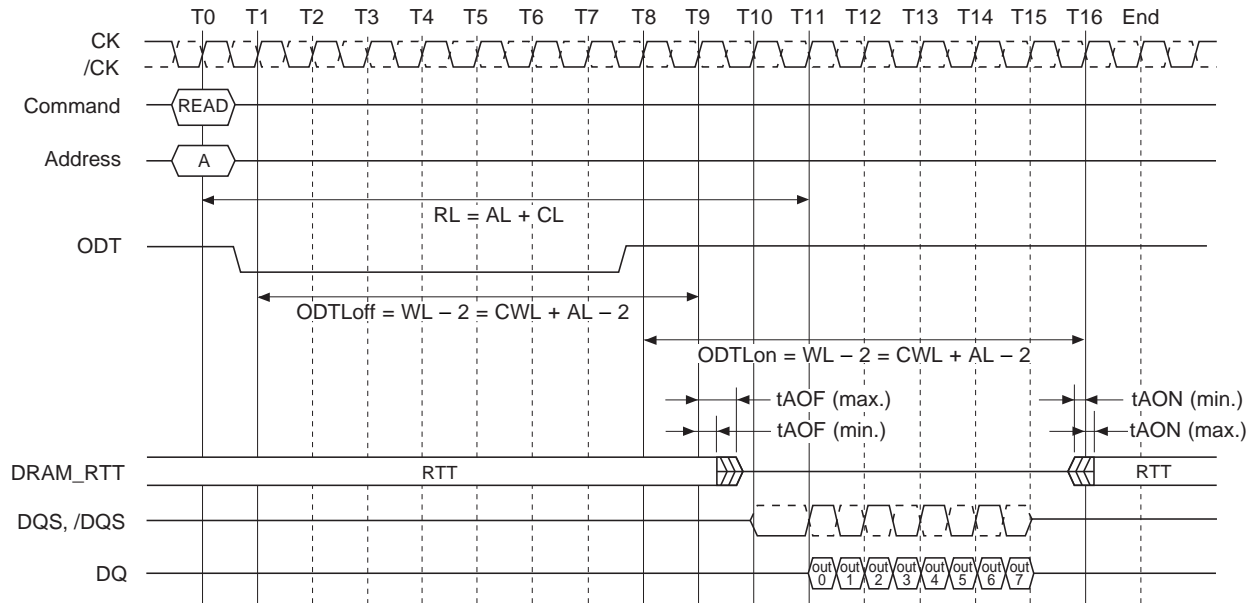 T0 T1 T2 T3 T4 T5 T6 T7 T8 T9 T10 T11 T12 T13 T14 T15 T16 End
CK
/CK
Command READ
Address A
RL = AL + CL
ODT
ODTLoff = WL – 2 = CWL + AL – 2
ODTLon = WL – 2 = CWL + AL – 2
tAOF (max.) tAON (min.)
tAOF (min.) tAON (max.)
DRAM_RTT RTT RTT
DQS, /DQS
DQ out 0 out 1 out 2 out 3 out 4 out 5 out 6 out 7